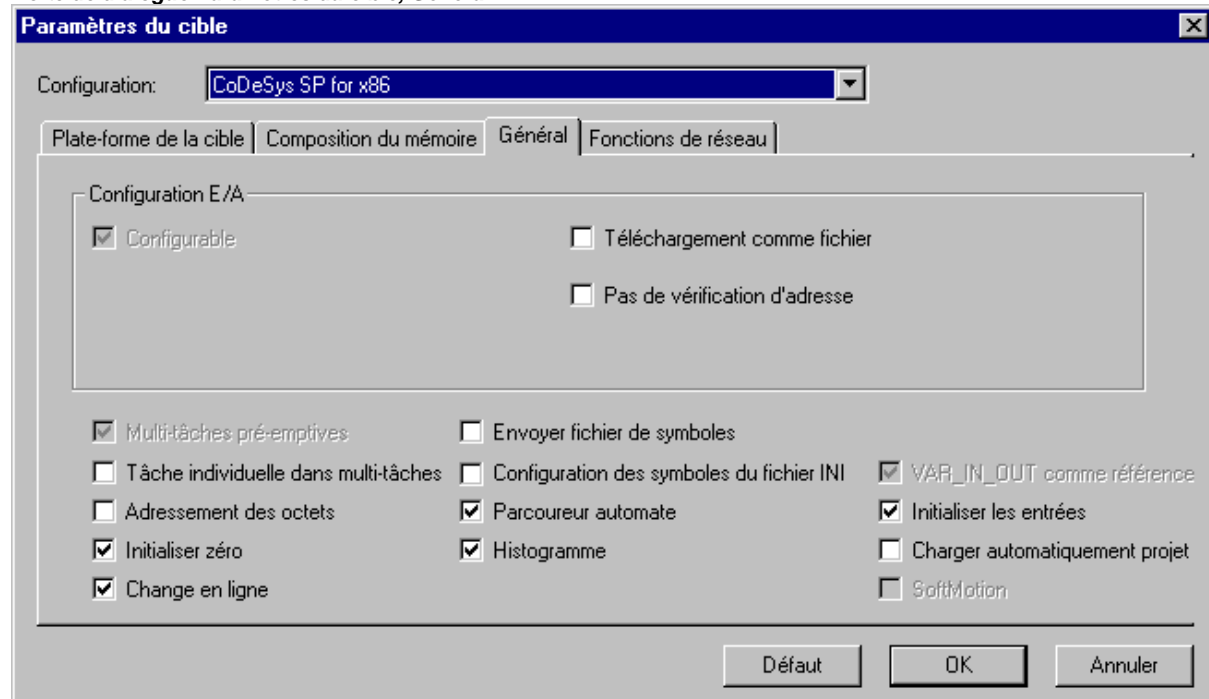 Paramètres du cible
Configuration: CoDeSys SP for x86
Plate-forme de la cible Composition du mémoire Général Fonctions de réseau
Configuration E/A
Configurable Téléchargement comme fichier
Pas de vérification d'adresse
Multi-tâches pré-emptives Envoyer fichier de symboles
Tâche individuelle dans multi-tâches Configuration des symboles du fichier INI VAR_IN_OUT comme référence
Adressement des octets Parcoureur automate Initialiser les entrées
Initialiser zéro Histogramme Charger automatiquement projet
Change en ligne SoftMotion
Défaut OK Annuler